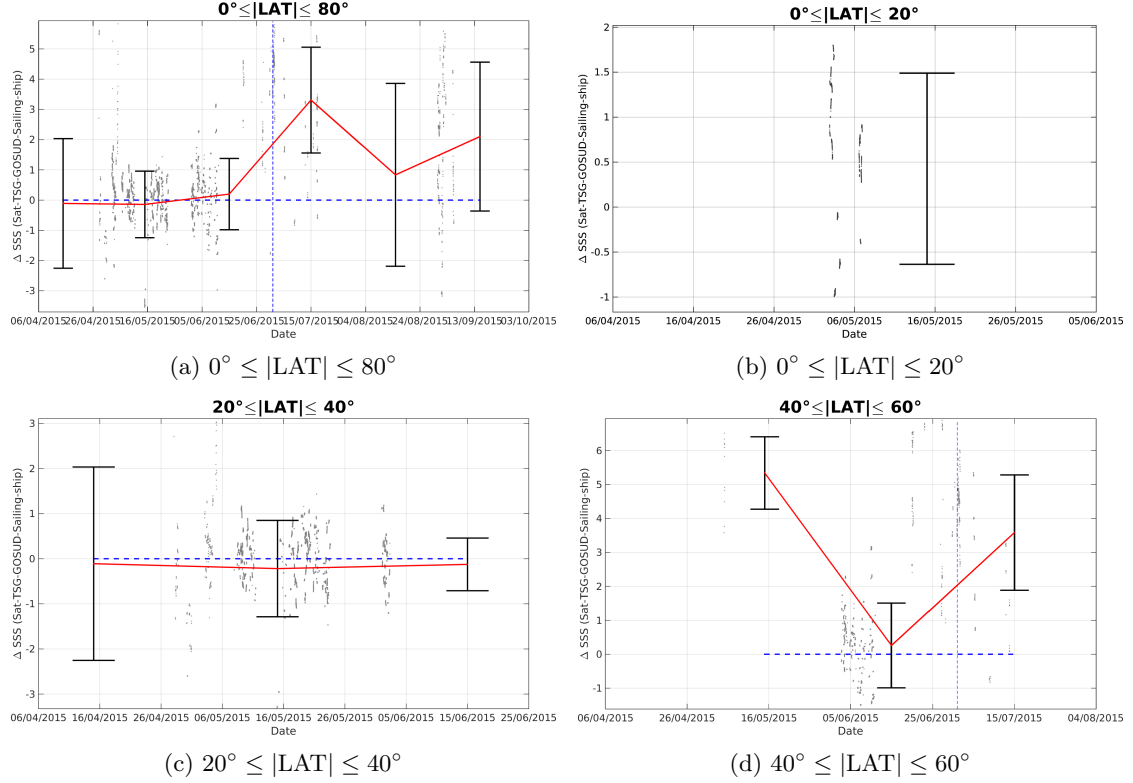 0°≤|LAT|≤ 80°
Δ SSS (Sat-TSG-GOSUD-Sailing-ship)
5
4
3
2
1
0
-1
-2
-3
06/04/2015 26/04/2015 16/05/2015 05/06/2015 25/06/2015 15/07/2015 04/08/2015 24/08/2015 13/09/2015 03/10/2015
Date
(a) 0° ≤ |LAT| ≤ 80°
0°≤|LAT|≤ 20°
Δ SSS (Sat-TSG-GOSUD-Sailing-ship)
2
1.5
1
0.5
0
-0.5
-1
06/04/2015 16/04/2015 26/04/2015 06/05/2015 16/05/2015 26/05/2015 05/06/2015
Date
(b) 0° ≤ |LAT| ≤ 20°
20°≤|LAT|≤ 40°
Δ SSS (Sat-TSG-GOSUD-Sailing-ship)
3
2
1
0
-1
-2
-3
06/04/2015 16/04/2015 26/04/2015 06/05/2015 16/05/2015 26/05/2015 05/06/2015 15/06/2015 25/06/2015
Date
(c) 20° ≤ |LAT| ≤ 40°
40°≤|LAT|≤ 60°
Δ SSS (Sat-TSG-GOSUD-Sailing-ship)
6
5
4
3
2
1
0
-1
06/04/2015 26/04/2015 16/05/2015 05/06/2015 25/06/2015 15/07/2015 04/08/2015
Date
(d) 40° ≤ |LAT| ≤ 60°